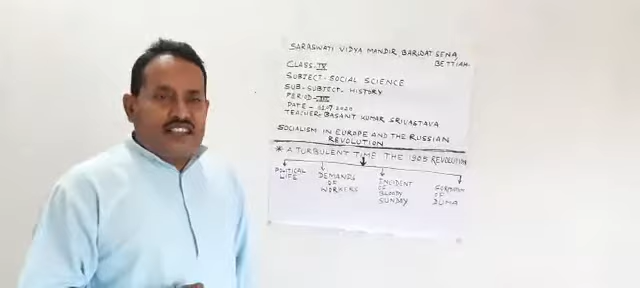 SARASWATI VIDYA MANDIR, BARIDAT SENA,
BETTIAH.
CLASS-IX
SUBJECT-SOCIAL SCIENCE
SUB-SUBJECT-HISTORY
PERIOD-
DATE-
TEACHER-BASANT KUMAR SRIVASTAVA
SOCIALISM IN EUROPE AND THE RUSSIAN
REVOLUTION
* A TURBULENT TIME THE 1905 REVOLUTION
POLITICAL DEMANDS INCIDENT FORMATION
LIFE OF OF OF
WORKERS BLOODY DUMA
SUNDAY